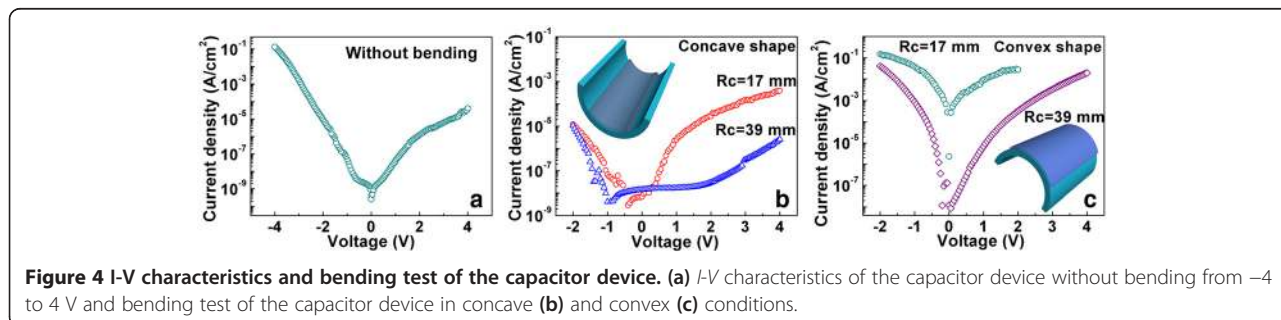 Current density (A/cm²)
10⁻¹
10⁻³
10⁻⁵
10⁻⁷
10⁻⁹
Without bending
a
-4 -2 0 2 4
Voltage (V)
Current density (A/cm²)
10⁻¹
10⁻³
10⁻⁵
10⁻⁷
10⁻⁹
Concave shape
Rc=17 mm
Rc=39 mm
b
-2 -1 0 1 2 3 4
Voltage (V)
Current density (A/cm²)
10⁻¹
10⁻³
10⁻⁵
10⁻⁷
Rc=17 mm Convex shape
Rc=39 mm
c
-2 -1 0 1 2 3 4
Voltage (V)
Figure 4 I-V characteristics and bending test of the capacitor device. (a) I-V characteristics of the capacitor device without bending from −4
to 4 V and bending test of the capacitor device in concave (b) and convex (c) conditions.